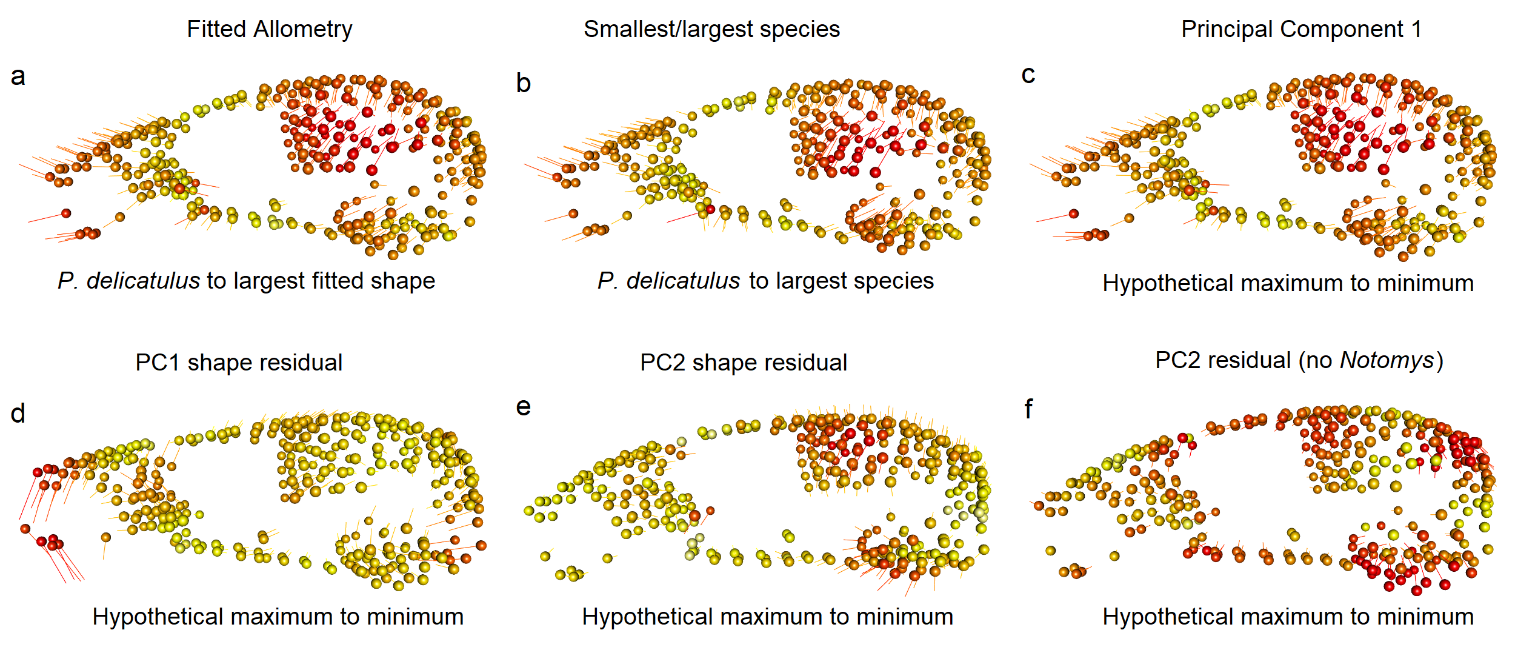 Fitted Allometry
Smallest/largest species
Principal Component 1
a
b
c
P. delicatulus to largest fitted shape
P. delicatulus to largest species
Hypothetical maximum to minimum
PC1 shape residual
PC2 shape residual
PC2 residual (no Notomys)
d
e
f
Hypothetical maximum to minimum
Hypothetical maximum to minimum
Hypothetical maximum to minimum